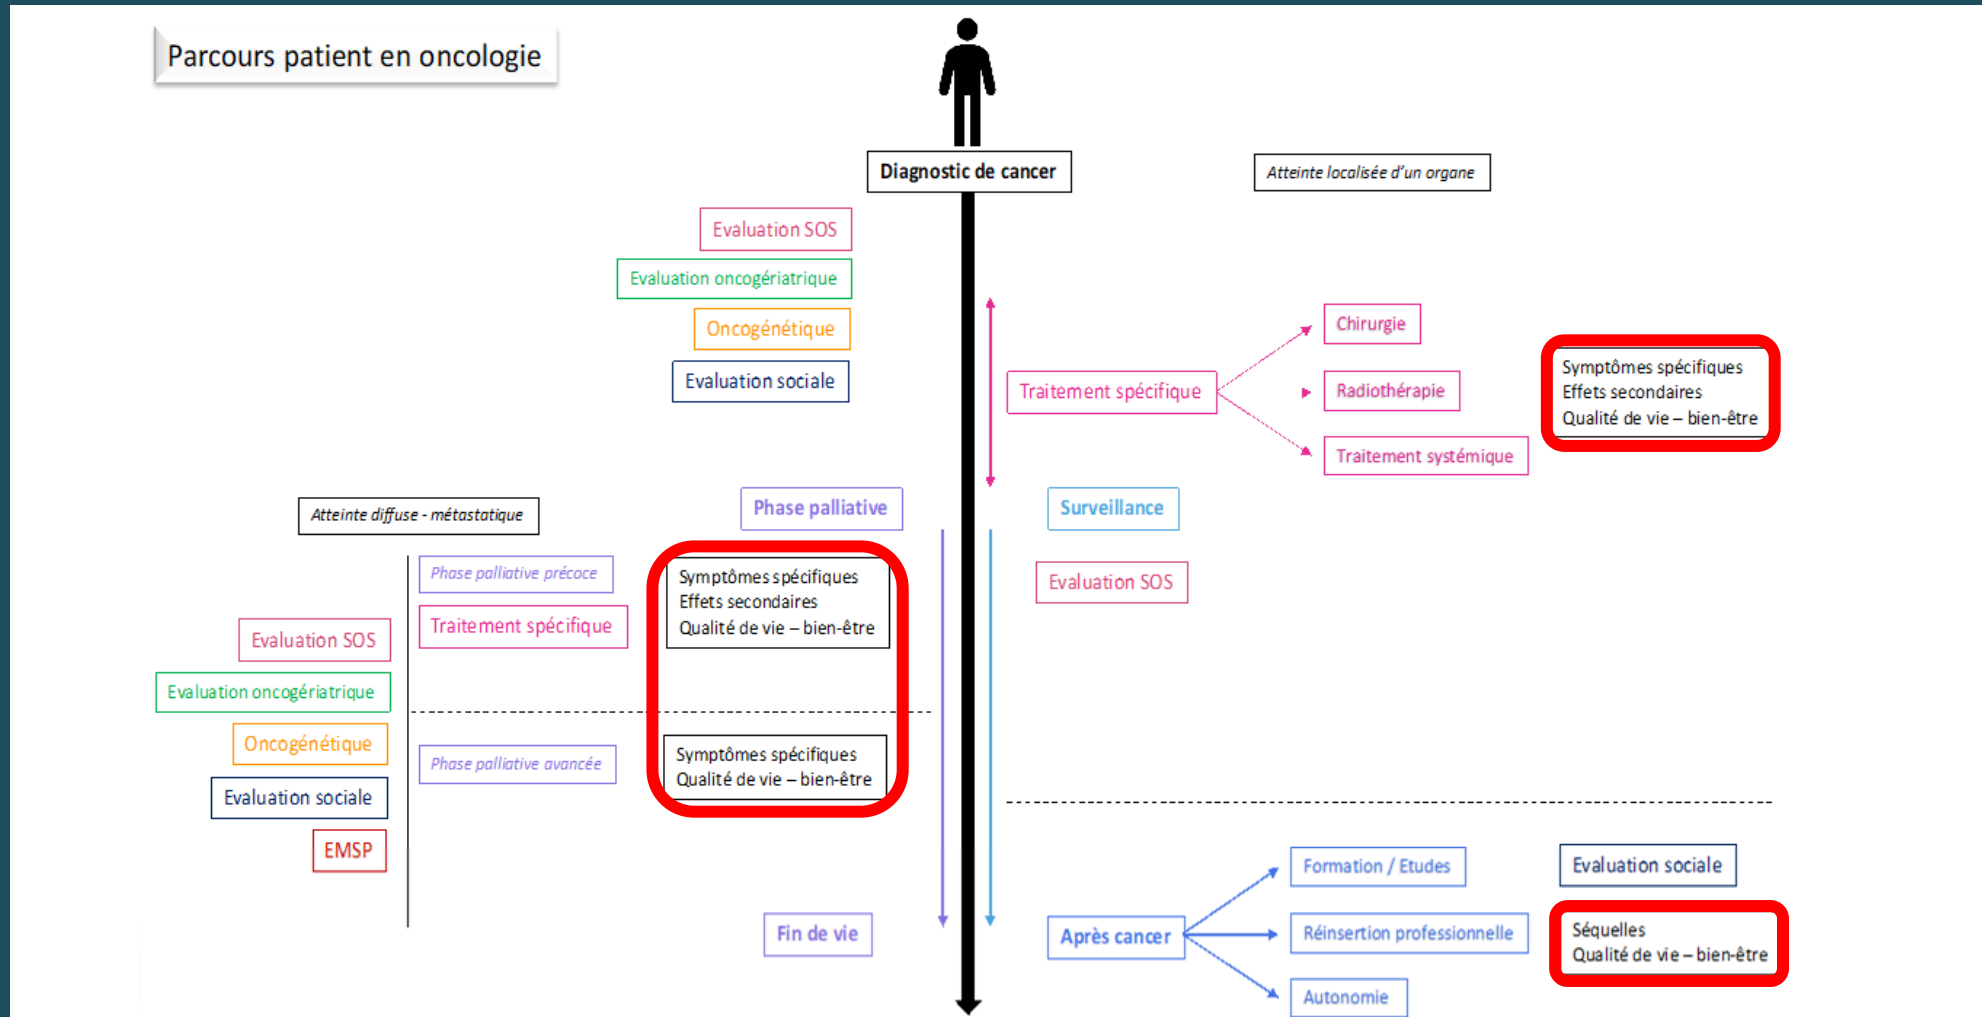 Parcours patient en oncologie
Diagnostic de cancer
Atteinte localisée d'un organe
Evaluation SOS
Evaluation oncogériatrique
Oncogénétique
Evaluation sociale
Traitement spécifique
Chirurgie
Radiothérapie
Traitement systémique
Symptômes spécifiques
Effets secondaires
Qualité de vie – bien-être
Atteinte diffuse - métastatique
Phase palliative
Surveillance
Phase palliative précoce
Traitement spécifique
Symptômes spécifiques
Effets secondaires
Qualité de vie – bien-être
Evaluation SOS
Evaluation SOS
Evaluation oncogériatrique
Oncogénétique
Evaluation sociale
EMSP
Phase palliative avancée
Symptômes spécifiques
Qualité de vie – bien-être
Fin de vie
Après cancer
Formation / Etudes
Réinsertion professionnelle
Autonomie
Evaluation sociale
Séquelles
Qualité de vie – bien-être